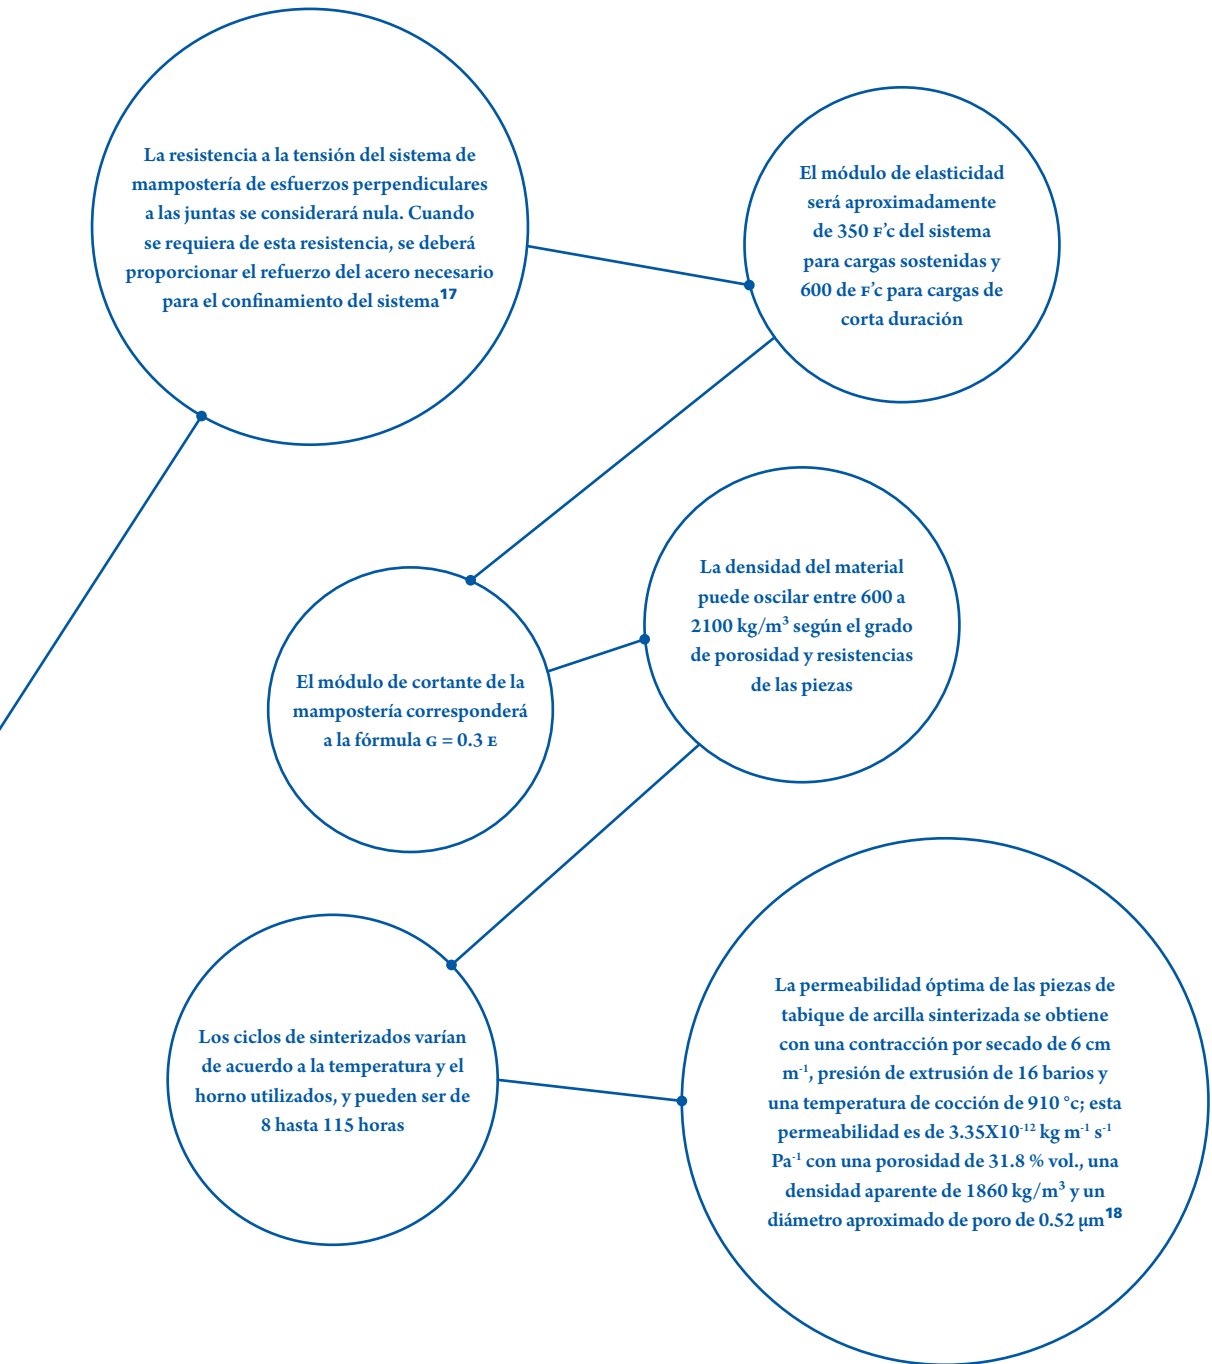 La resistencia a la tensión del sistema de
mampostería de esfuerzos perpendiculares
a las juntas se considerará nula. Cuando
se requiera de esta resistencia, se deberá
proporcionar el refuerzo del acero necesario
para el confinamiento del sistema¹⁷
El módulo de elasticidad
será aproximadamente
de 350 F’c del sistema
para cargas sostenidas y
600 de F’c para cargas de
corta duración
El módulo de cortante de la
mampostería corresponderá
a la fórmula G = 0.3 E
La densidad del material
puede oscilar entre 600 a
2100 kg/m³ según el grado
de porosidad y resistencias
de las piezas
Los ciclos de sinterizados varían
de acuerdo a la temperatura y el
horno utilizados, y pueden ser de
8 hasta 115 horas
La permeabilidad óptima de las piezas de
tabique de arcilla sinterizada se obtiene
con una contracción por secado de 6 cm
m⁻¹, presión de extrusión de 16 barios y
una temperatura de cocción de 910 °c; esta
permeabilidad es de 3.35X10⁻¹² kg m⁻¹ s⁻¹
Pa⁻¹ con una porosidad de 31.8 % vol., una
densidad aparente de 1860 kg/m³ y un
diámetro aproximado de poro de 0.52 µm¹⁸